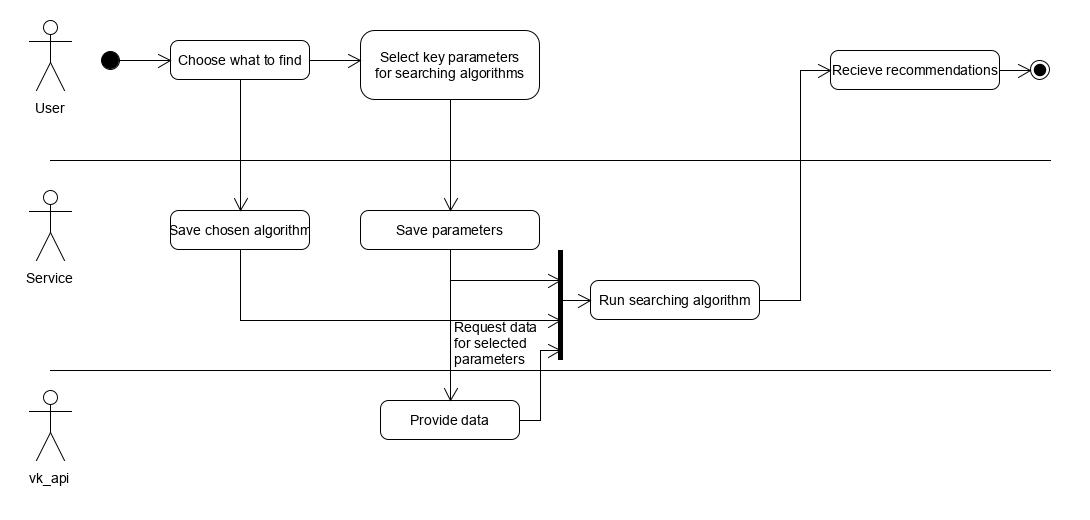 Choose what to find
Select key parameters
for searching algorithms
Recieve recommendations
User
Save chosen algorithm
Save parameters
Service
Run searching algorithm
Request data
for selected
parameters
Provide data
vk_api